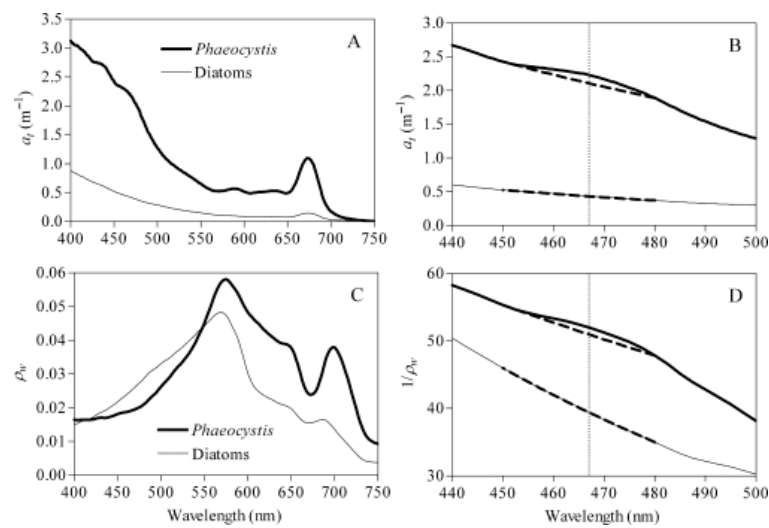 A
Phaeocystis
Diatoms
a_t (m⁻¹)
3.5
3.0
2.5
2.0
1.5
1.0
0.5
0.0
400 450 500 550 600 650 700 750
B
a_t (m⁻¹)
3.0
2.5
2.0
1.5
1.0
0.5
0.0
440 450 460 470 480 490 500
C
ρ_w
0.06
0.05
0.04
0.03
0.02
0.01
0.00
Phaeocystis
Diatoms
400 450 500 550 600 650 700 750
Wavelength (nm)
D
1/ρ_w
60
50
40
30
440 450 460 470 480 490 500
Wavelength (nm)